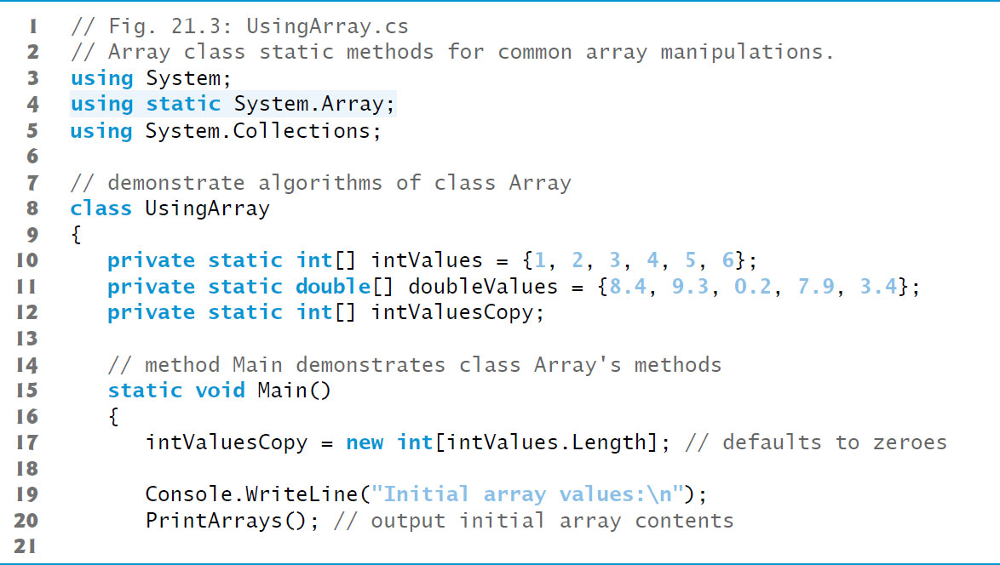 1 // Fig. 21.3: UsingArray.cs
2 // Array class static methods for common array manipulations.
3 using System;
4 using static System.Array;
5 using System.Collections;
6
7 // demonstrate algorithms of class Array
8 class UsingArray
9 {
10 private static int[] intValues = {1, 2, 3, 4, 5, 6};
11 private static double[] doubleValues = {8.4, 9.3, 0.2, 7.9, 3.4};
12 private static int[] intValuesCopy;
13
14 // method Main demonstrates class Array's methods
15 static void Main()
16 {
17 intValuesCopy = new int[intValues.Length]; // defaults to zeroes
18
19 Console.WriteLine("Initial array values:\n");
20 PrintArrays(); // output initial array contents
21